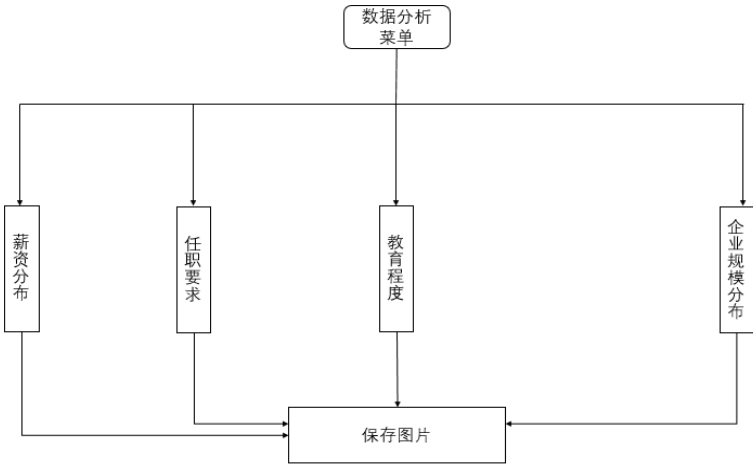 数据分析
菜单
薪资分布
任职要求
教育程度
企业规模分布
保存图片